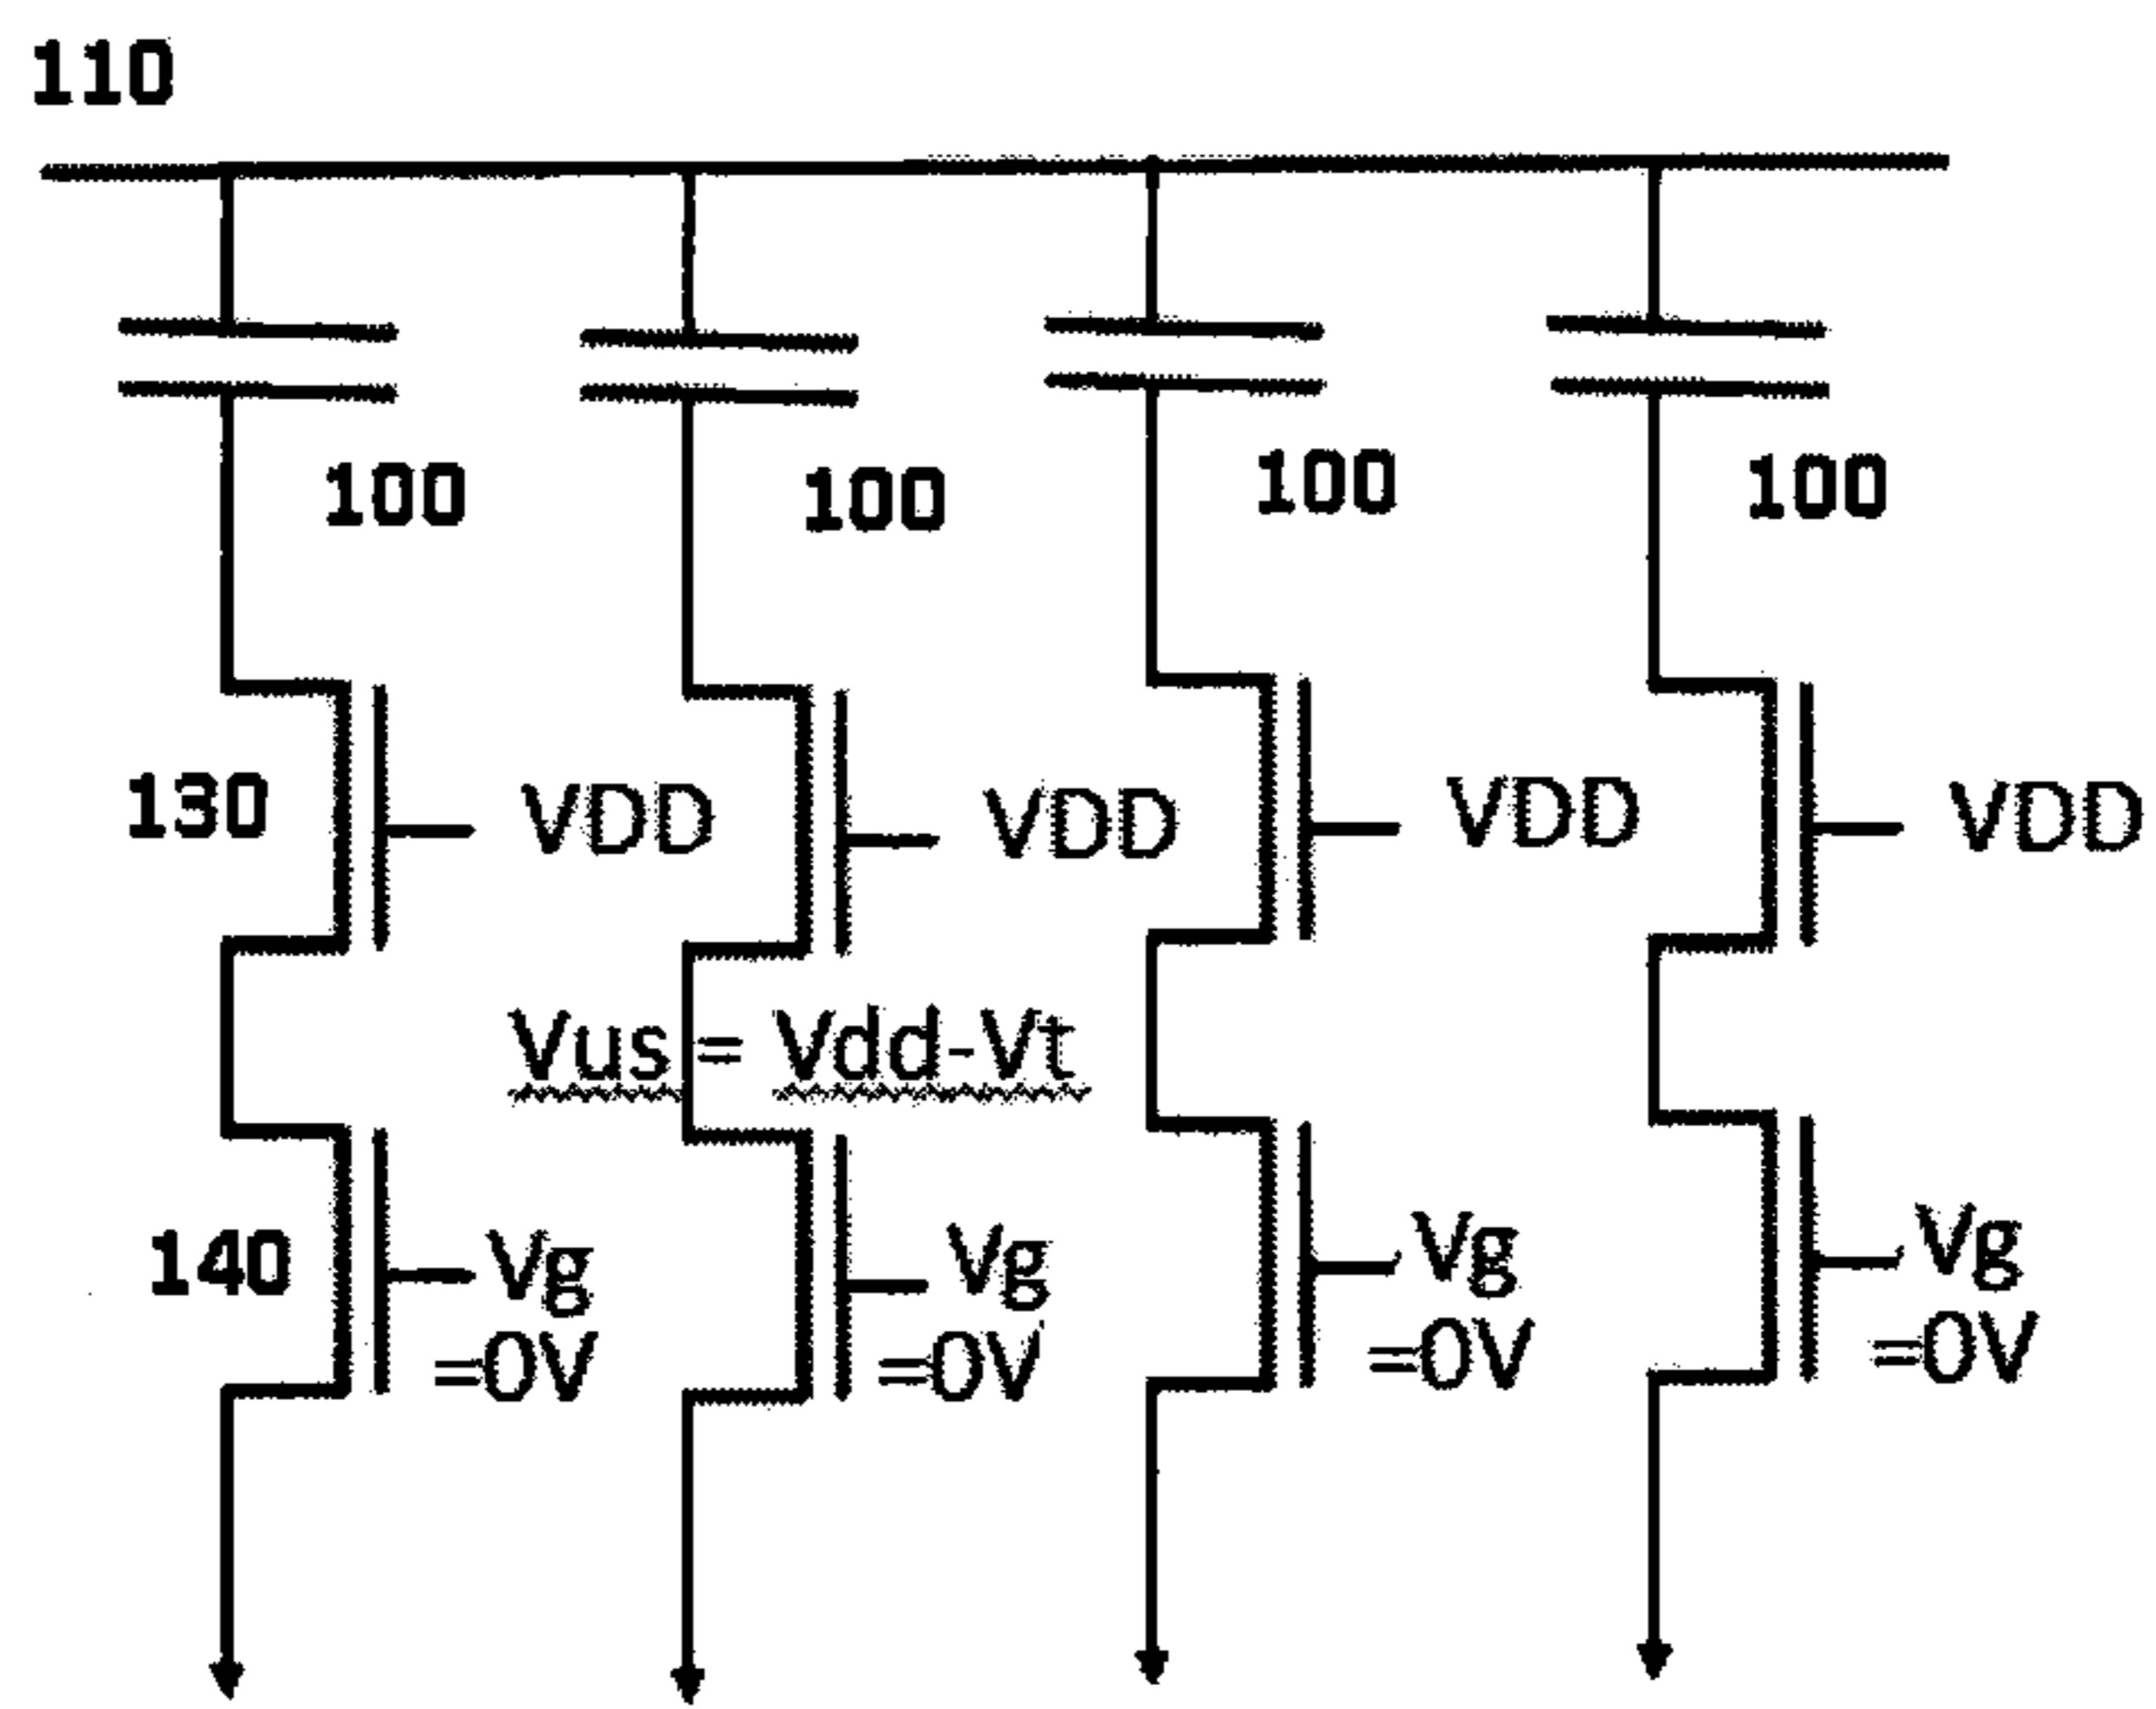 110
100 100 100 100
130 VDD VDD VDD VDD
Vus = Vdd-Vt
140 Vg Vg Vg Vg
=0V =0V =0V =0V